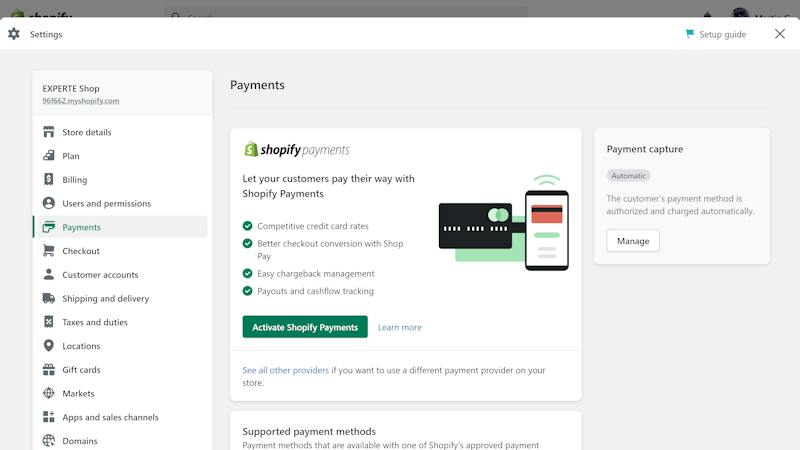 shopify
Search
Settings
Setup guide
EXPERTE Shop
96f662.myshopify.com
Store details
Plan
Billing
Users and permissions
Payments
Checkout
Customer accounts
Shipping and delivery
Taxes and duties
Locations
Gift cards
Markets
Apps and sales channels
Domains
Payments
shopify payments
Let your customers pay their way with
Shopify Payments
Competitive credit card rates
Better checkout conversion with Shop
Pay
Easy chargeback management
Payouts and cashflow tracking
Activate Shopify Payments
Learn more
See all other providers if you want to use a different payment provider on your
store.
Supported payment methods
Payment methods that are available with one of Shopify's approved payment
Payment capture
Automatic
The customer's payment method is
authorized and charged automatically.
Manage